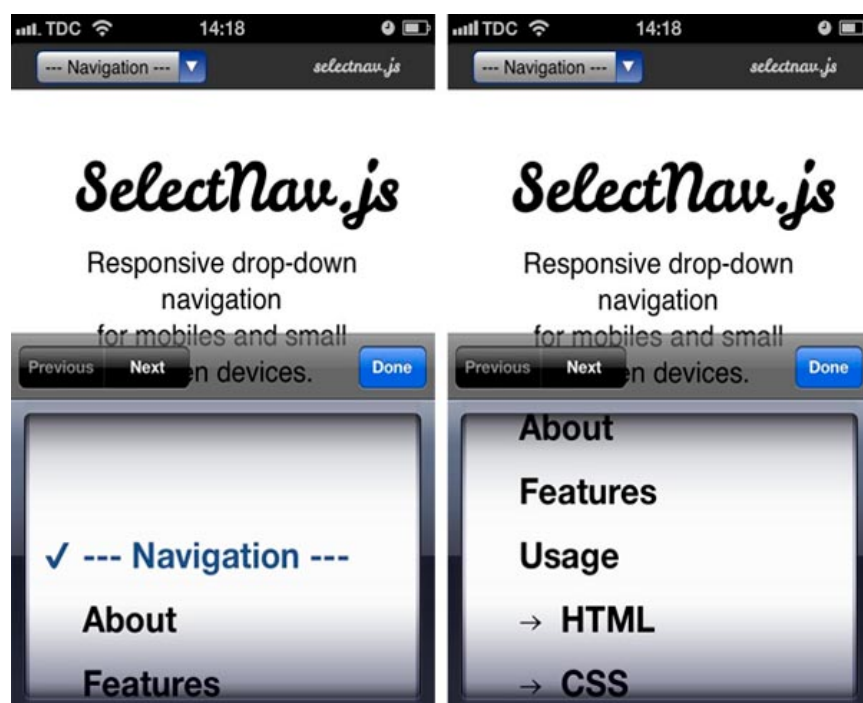 TDC 14:18
--- Navigation --- selectnav.js
SelectNav.js
Responsive drop-down
navigation
for mobiles and small
en devices.
Previous Next Done
✓ --- Navigation ---
About
Features
TDC 14:18
--- Navigation --- selectnav.js
SelectNav.js
Responsive drop-down
navigation
for mobiles and small
en devices.
Previous Next Done
About
Features
Usage
→ HTML
→ CSS